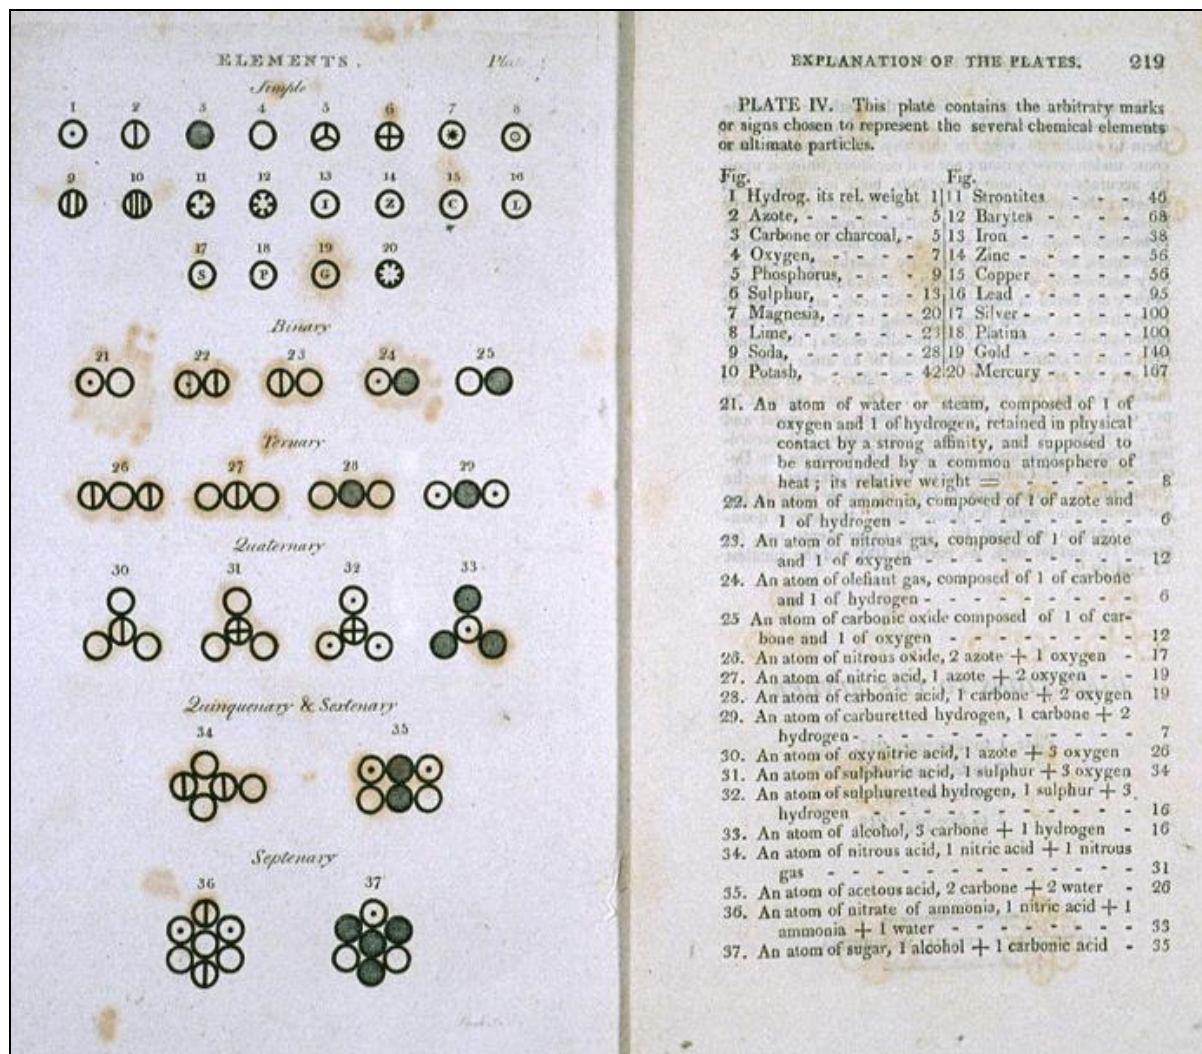 ELEMENTS.
Plate
Simple
1 2 3 4 5 6 7 8
9 10 11 12 13 14 15 16
I Z C L
17 18 19 20
S P G
Binary
21 22 23 24 25
Ternary
26 27 28 29
Quaternary
30 31 32 33
Quinquenary & Sextenary
34 35
Septenary
36 37
EXPLANATION OF THE PLATES. 219
PLATE IV. This plate contains the arbitrary marks
or signs chosen to represent the several chemical elements
or ultimate particles.
Fig. Fig.
1 Hydrog. its rel. weight 1 11 Strontites - - - 46
2 Azote, - - - - 5 12 Barytes - - - - 68
3 Carbone or charcoal, - 5 13 Iron - - - - - 38
4 Oxygen, - - - - 7 14 Zinc - - - - - 56
5 Phosphorus, - - - 9 15 Copper - - - - 56
6 Sulphur, - - - - 13 16 Lead - - - - - 95
7 Magnesia, - - - - 20 17 Silver - - - - - 100
8 Lime, - - - - - 23 18 Platina - - - - 100
9 Soda, - - - - - 28 19 Gold - - - - - 140
10 Potash, - - - - 42 20 Mercury - - - - 167
21. An atom of water or steam, composed of 1 of
oxygen and 1 of hydrogen, retained in physical
contact by a strong affinity, and supposed to
be surrounded by a common atmosphere of
heat; its relative weight = - - - - - 8
22. An atom of ammonia, composed of 1 of azote and
1 of hydrogen - - - - - - - - - 6
23. An atom of nitrous gas, composed of 1 of azote
and 1 of oxygen - - - - - - - - - 12
24. An atom of olefiant gas, composed of 1 of carbone
and 1 of hydrogen - - - - - - - - 6
25 An atom of carbonic oxide composed of 1 of car-
bone and 1 of oxygen - - - - - - - 12
26. An atom of nitrous oxide, 2 azote + 1 oxygen - 17
27. An atom of nitric acid, 1 azote + 2 oxygen - - 19
28. An atom of carbonic acid, 1 carbone + 2 oxygen 19
29. An atom of carburetted hydrogen, 1 carbone + 2
hydrogen - - - - - - - - - - - 7
30. An atom of oxynitric acid, 1 azote + 3 oxygen 26
31. An atom of sulphuric acid, 1 sulphur + 3 oxygen 34
32. An atom of sulphuretted hydrogen, 1 sulphur + 3
hydrogen - - - - - - - - - - 16
33. An atom of alcohol, 3 carbone + 1 hydrogen - 16
34. An atom of nitrous acid, 1 nitric acid + 1 nitrous
gas - - - - - - - - - - - - - 31
35. An atom of acetous acid, 2 carbone + 2 water - 26
36. An atom of nitrate of ammonia, 1 nitric acid + 1
ammonia + 1 water - - - - - - - - 33
37. An atom of sugar, 1 alcohol + 1 carbonic acid - 35